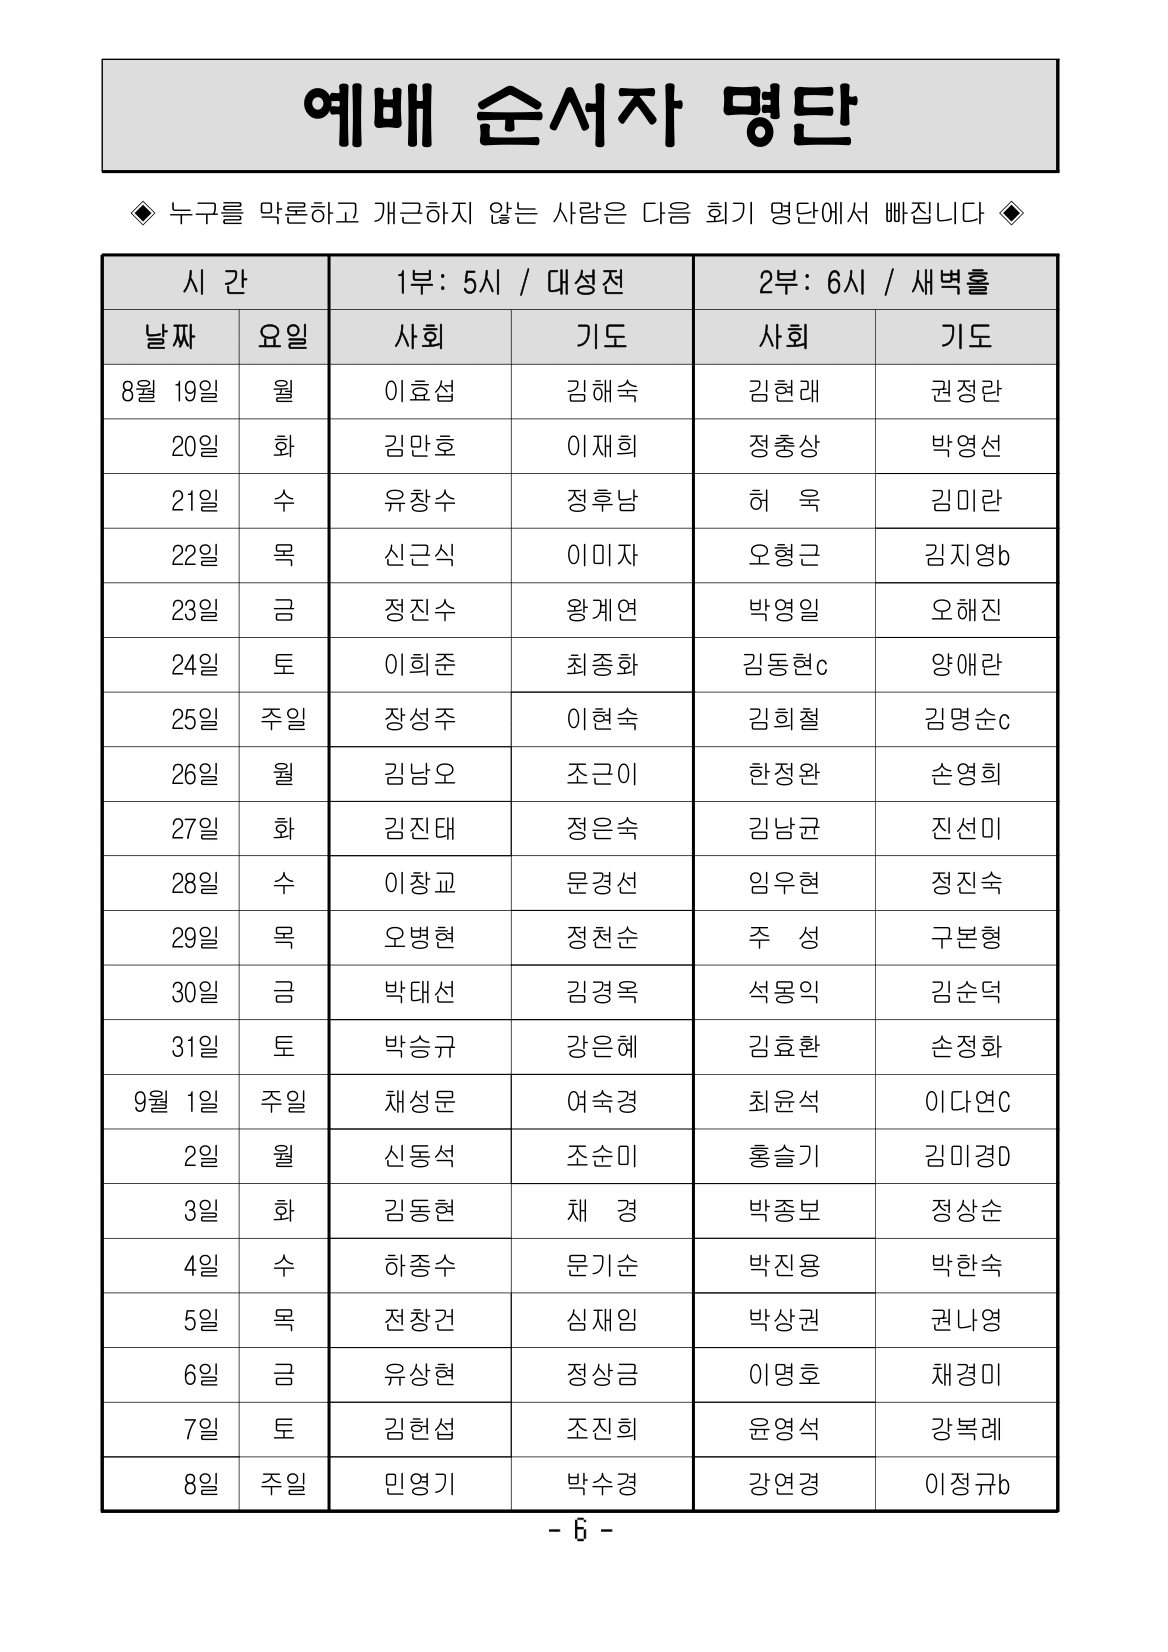 예배 순서자 명단
◈ 누구를 막론하고 개근하지 않는 사람은 다음 회기 명단에서 빠집니다 ◈
시 간 1부: 5시 / 대성전 2부: 6시 / 새벽홀
날짜 요일 사회 기도 사회 기도
8월 19일 월 이효섭 김해숙 김현래 권정란
20일 화 김만호 이재희 정충상 박영선
21일 수 유창수 정후남 허 욱 김미란
22일 목 신근식 이미자 오형근 김지영b
23일 금 정진수 왕계연 박영일 오해진
24일 토 이희준 최종화 김동현c 양애란
25일 주일 장성주 이현숙 김희철 김명순c
26일 월 김남오 조근이 한정완 손영희
27일 화 김진태 정은숙 김남균 진선미
28일 수 이창교 문경선 임우현 정진숙
29일 목 오병현 정천순 주 성 구본형
30일 금 박태선 김경옥 석몽익 김순덕
31일 토 박승규 강은혜 김효환 손정화
9월 1일 주일 채성문 여숙경 최윤석 이다연C
2일 월 신동석 조순미 홍슬기 김미경D
3일 화 김동현 채 경 박종보 정상순
4일 수 하종수 문기순 박진용 박한숙
5일 목 전창건 심재임 박상권 권나영
6일 금 유상현 정상금 이명호 채경미
7일 토 김헌섭 조진희 윤영석 강복례
8일 주일 민영기 박수경 강연경 이정규b
- 6 -